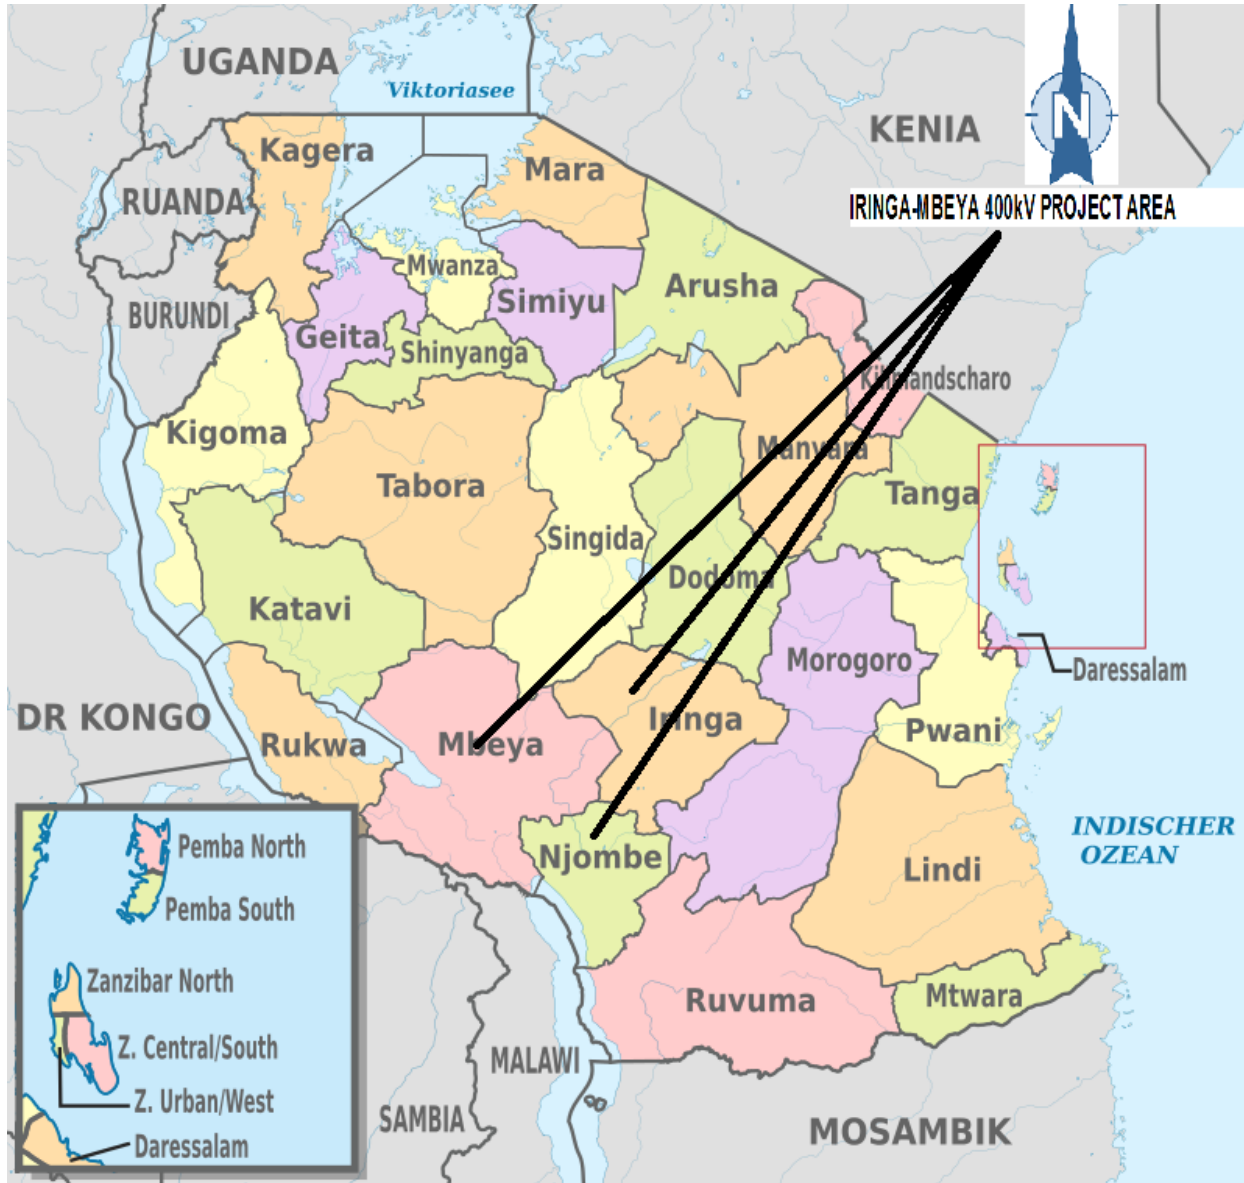 UGANDA
Viktoriasee
N
KENIA
Kagera
Mara
RUANDA
IRINGA-MBEYA 400kV PROJECT AREA
Mwanza
Simiyu
Arusha
BURUNDI
Geita
Shinyanga
Kilimandscharo
Kigoma
Manyara
Tabora
Tanga
Singida
Dodoma
Katavi
Morogoro
Daressalam
DR KONGO
Rukwa
Mbeya
Iringa
Pwani
INDISCHER
OZEAN
Njombe
Lindi
Pemba North
Pemba South
Zanzibar North
Ruvuma
Mtwara
Z. Central/South
MALAWI
Z. Urban/West
SAMBIA
MOSAMBIK
Daressalam